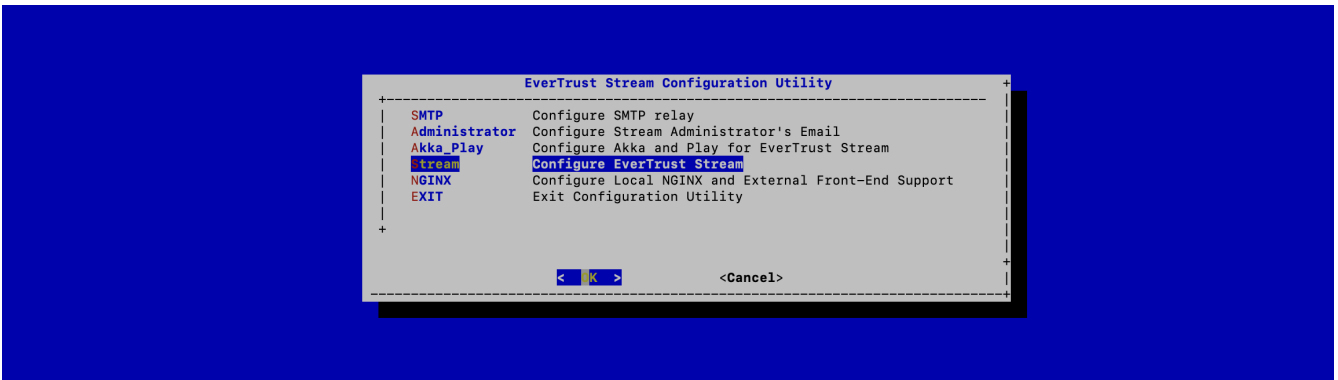 EverTrust Stream Configuration Utility
SMTP Configure SMTP relay
Administrator Configure Stream Administrator's Email
Akka_Play Configure Akka and Play for EverTrust Stream
Stream Configure EverTrust Stream
NGINX Configure Local NGINX and External Front-End Support
EXIT Exit Configuration Utility
< OK > <Cancel>